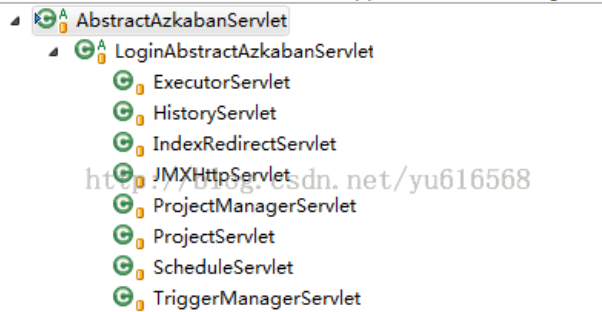 AbstractAzkabanServlet
LoginAbstractAzkabanServlet
ExecutorServlet
HistoryServlet
IndexRedirectServlet
JMXHttpServlet
http://blog.csdn.net/yu616568
ProjectManagerServlet
ProjectServlet
ScheduleServlet
TriggerManagerServlet